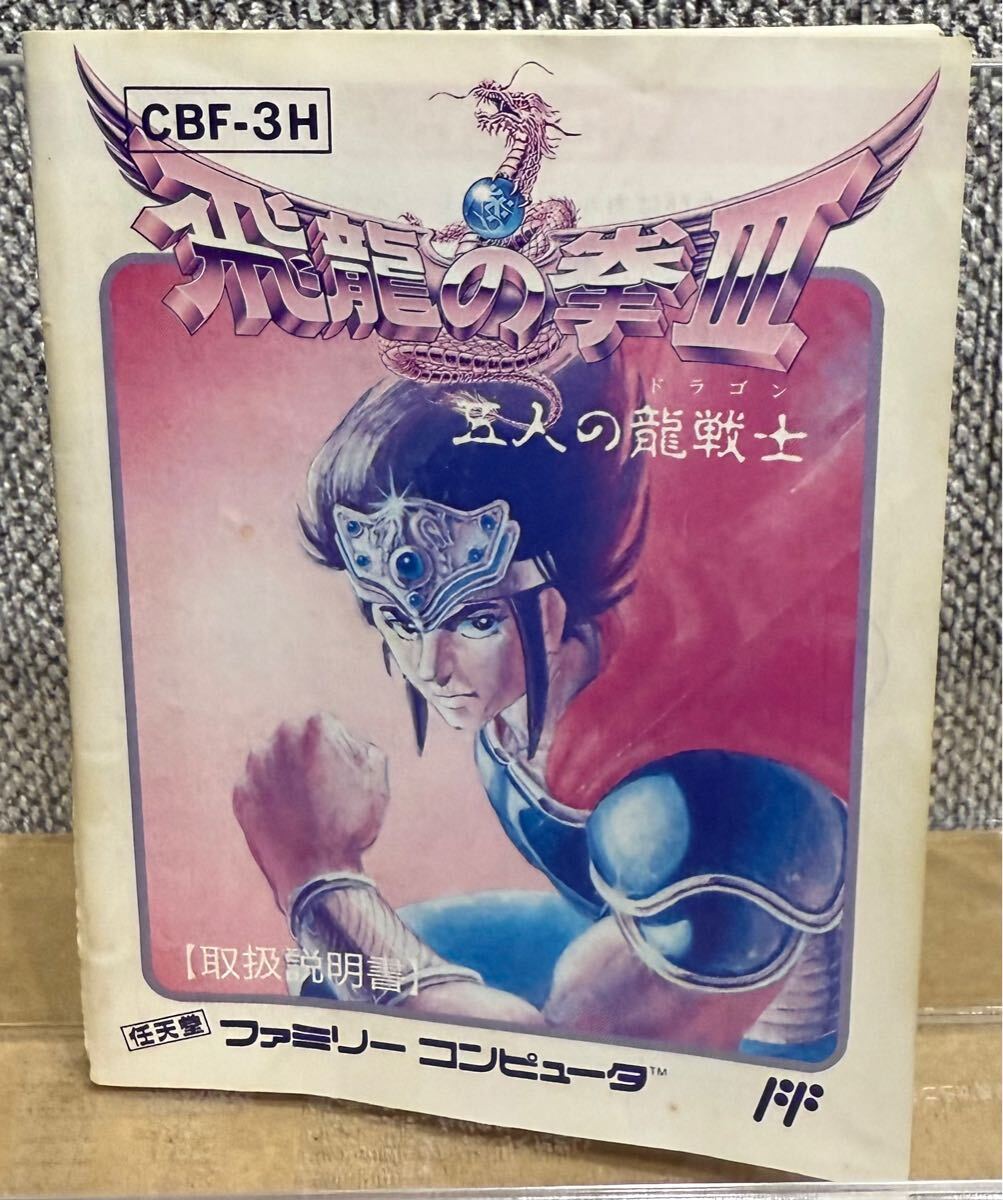 CBF-3H
飛龍の拳III
ドラゴン
五人の龍戦士
【取扱説明書】
任天堂 ファミリー コンピュータ™